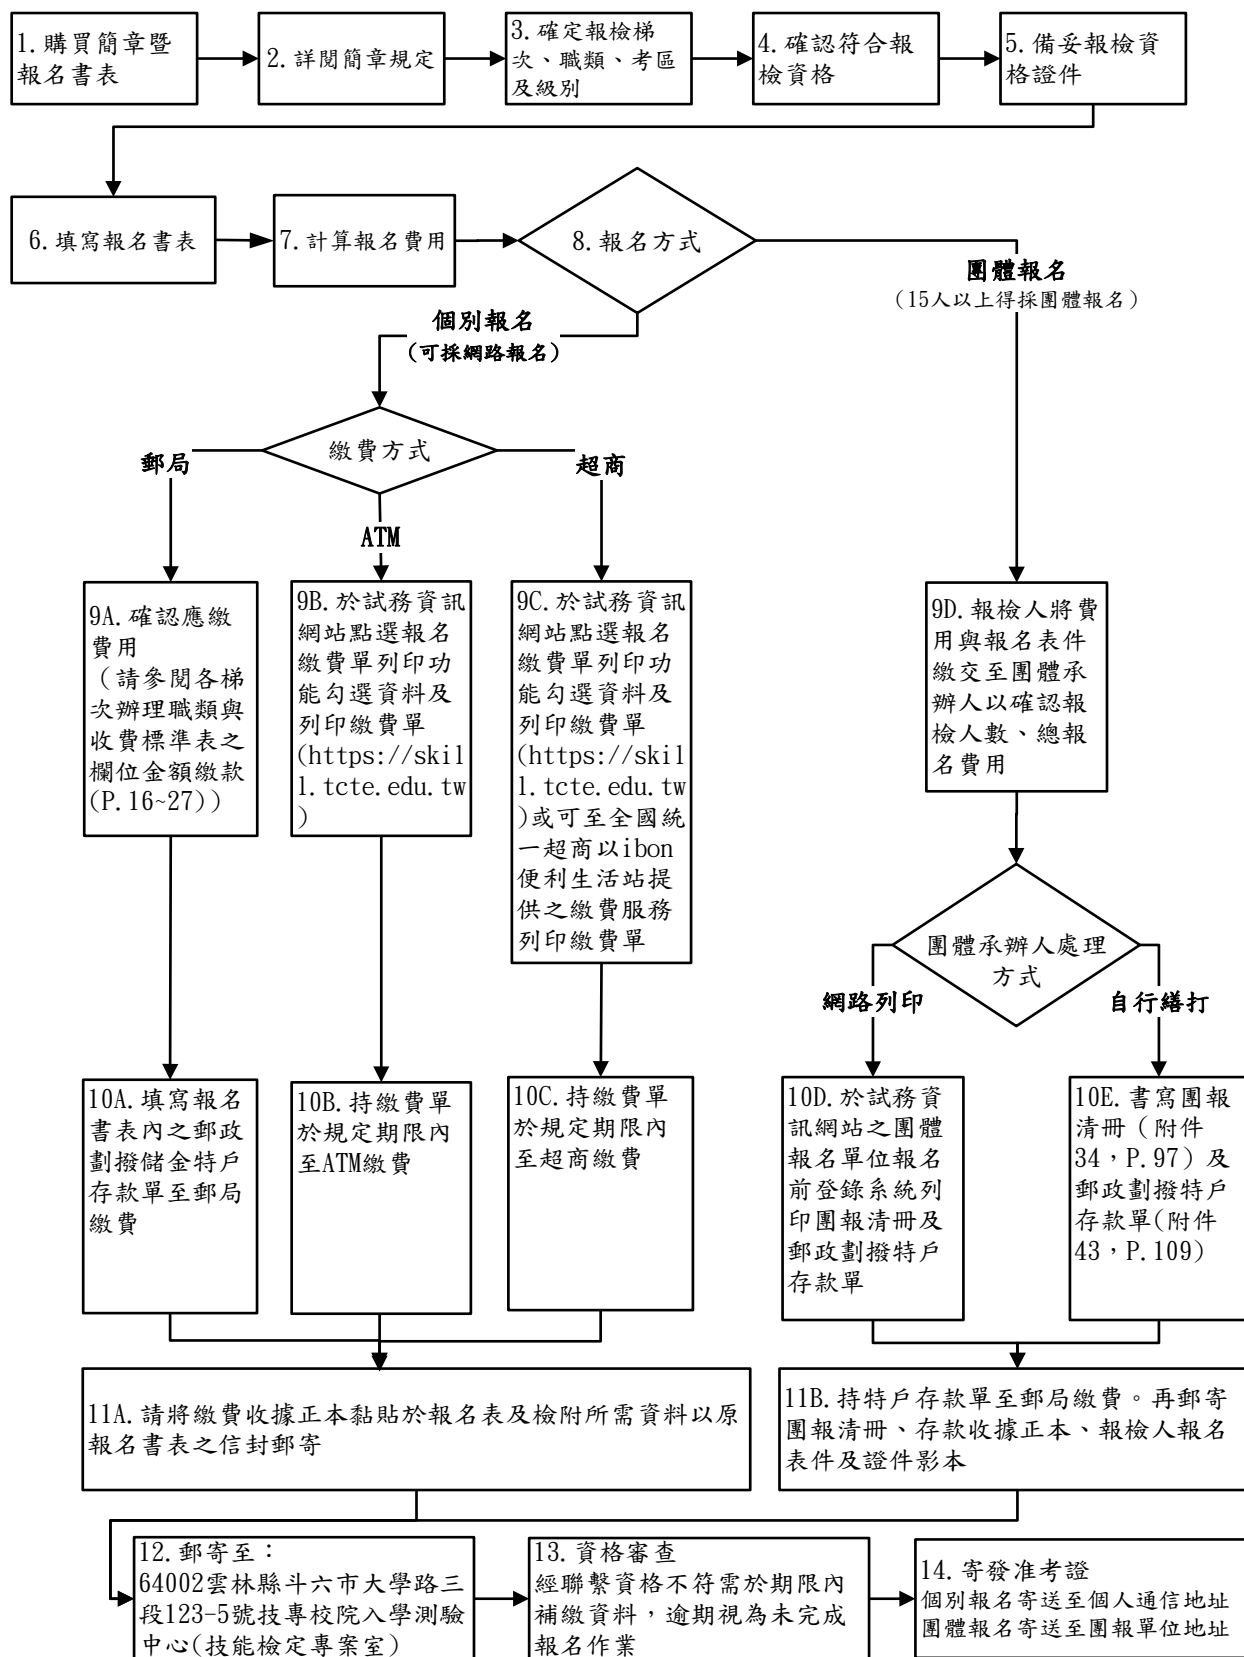 1.購買簡章暨
報名書表
2.詳閱簡章規定
3.確定報檢梯
次、職類、考區
及級別
4.確認符合報
檢資格
5.備妥報檢資
格證件
6.填寫報名書表
7.計算報名費用
8.報名方式
團體報名
(15人以上得採團體報名)
個別報名
(可採網路報名)
繳費方式
郵局
ATM
超商
9A.確認應繳
費用
(請參閱各梯
次辦理職類與
收費標準表之
欄位金額繳款
(P.16~27))
9B.於試務資訊
網站點選報名
繳費單列印功
能勾選資料及
列印繳費單
(https://skil
l.tcte.edu.tw
)
9C.於試務資訊
網站點選報名
繳費單列印功
能勾選資料及
列印繳費單
(https://skil
l.tcte.edu.tw
)或可至全國統
一超商以ibon
便利生活站提
供之繳費服務
列印繳費單
9D.報檢人將費
用與報名表件
繳交至團體承
辦人以確認報
檢人數、總報
名費用
團體承辦人處理
方式
網路列印
自行繕打
10A.填寫報名
書表內之郵政
劃撥儲金特戶
存款單至郵局
繳費
10B.持繳費單
於規定期限內
至ATM繳費
10C.持繳費單
於規定期限內
至超商繳費
10D.於試務資
訊網站之團體
報名單位報名
前登錄系統列
印團報清冊及
郵政劃撥特戶
存款單
10E.書寫團報
清冊(附件
34,P.97)及
郵政劃撥特戶
存款單(附件
43,P.109)
11A.請將繳費收據正本黏貼於報名表及檢附所需資料以原
報名書表之信封郵寄
11B.持特戶存款單至郵局繳費。再郵寄
團報清冊、存款收據正本、報檢人報名
表件及證件影本
12.郵寄至:
64002雲林縣斗六市大學路三
段123-5號技專校院入學測驗
中心(技能檢定專案室)
13.資格審查
經聯繫資格不符需於期限內
補繳資料,逾期視為未完成
報名作業
14.寄發准考證
個別報名寄送至個人通信地址
團體報名寄送至團報單位地址